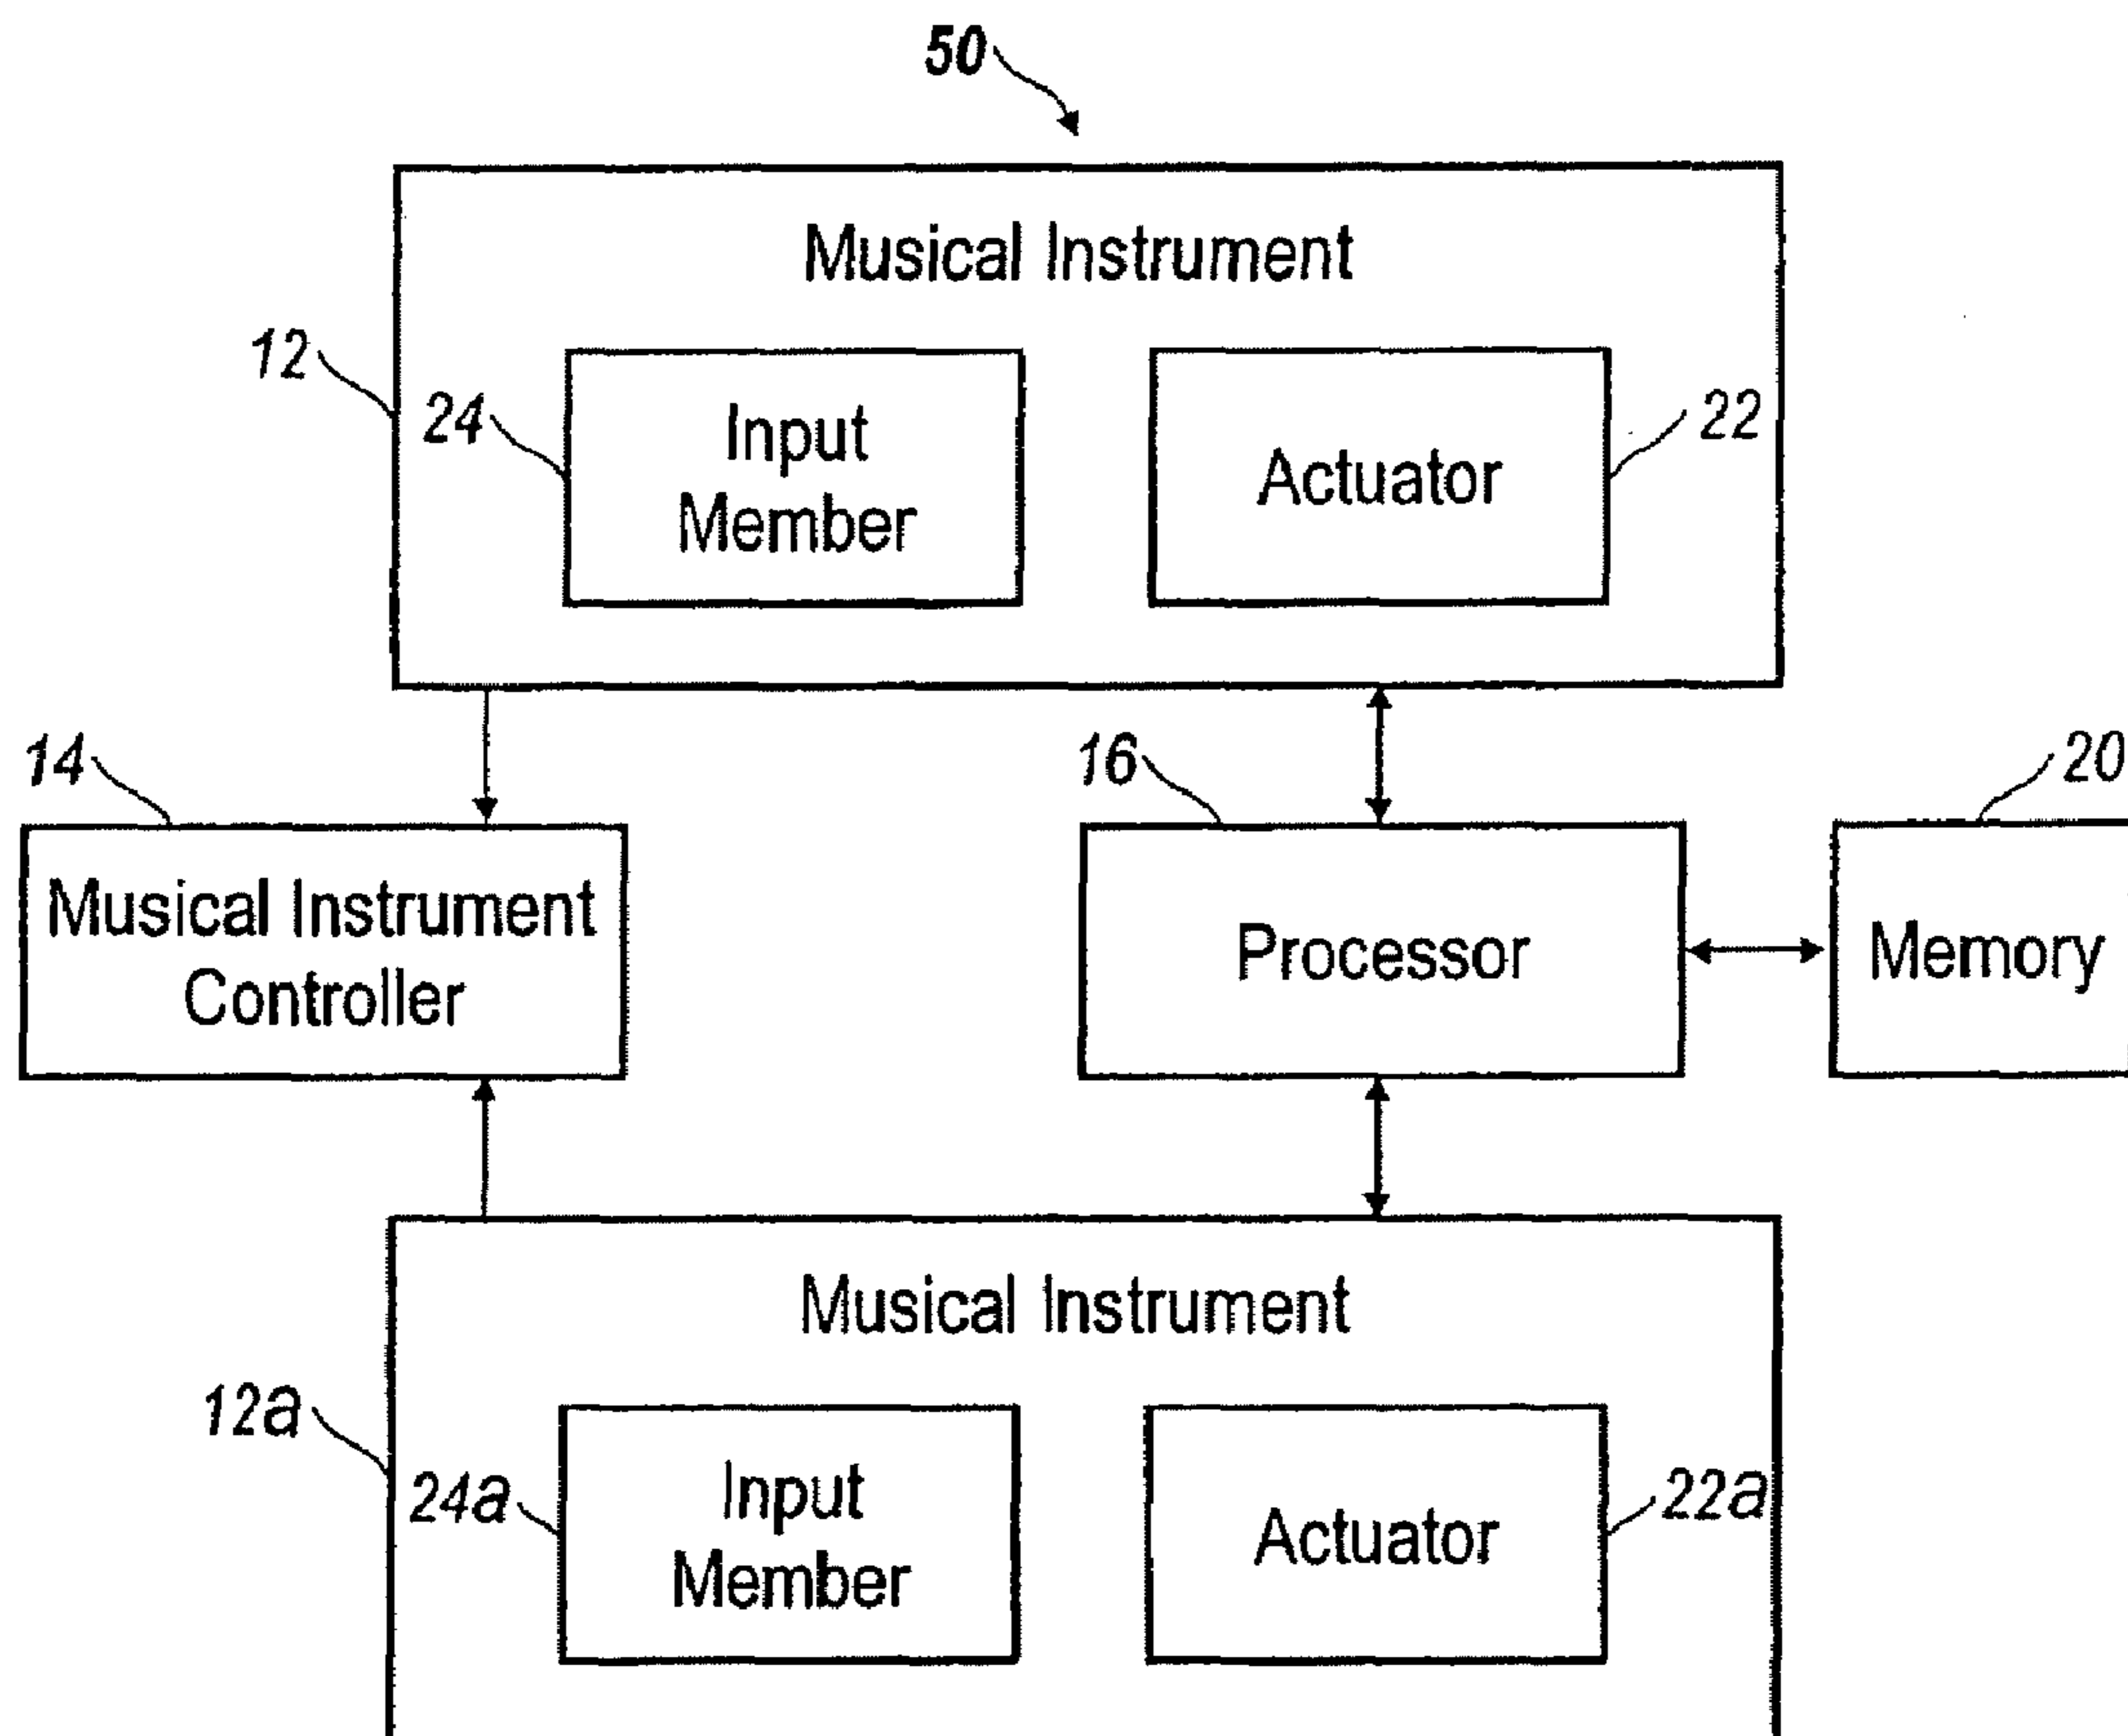 50
Musical Instrument
12
24
Input
Member
Actuator
22
14
16
20
Musical Instrument
Controller
Processor
Memory
Musical Instrument
12a
24a
Input
Member
Actuator
22a